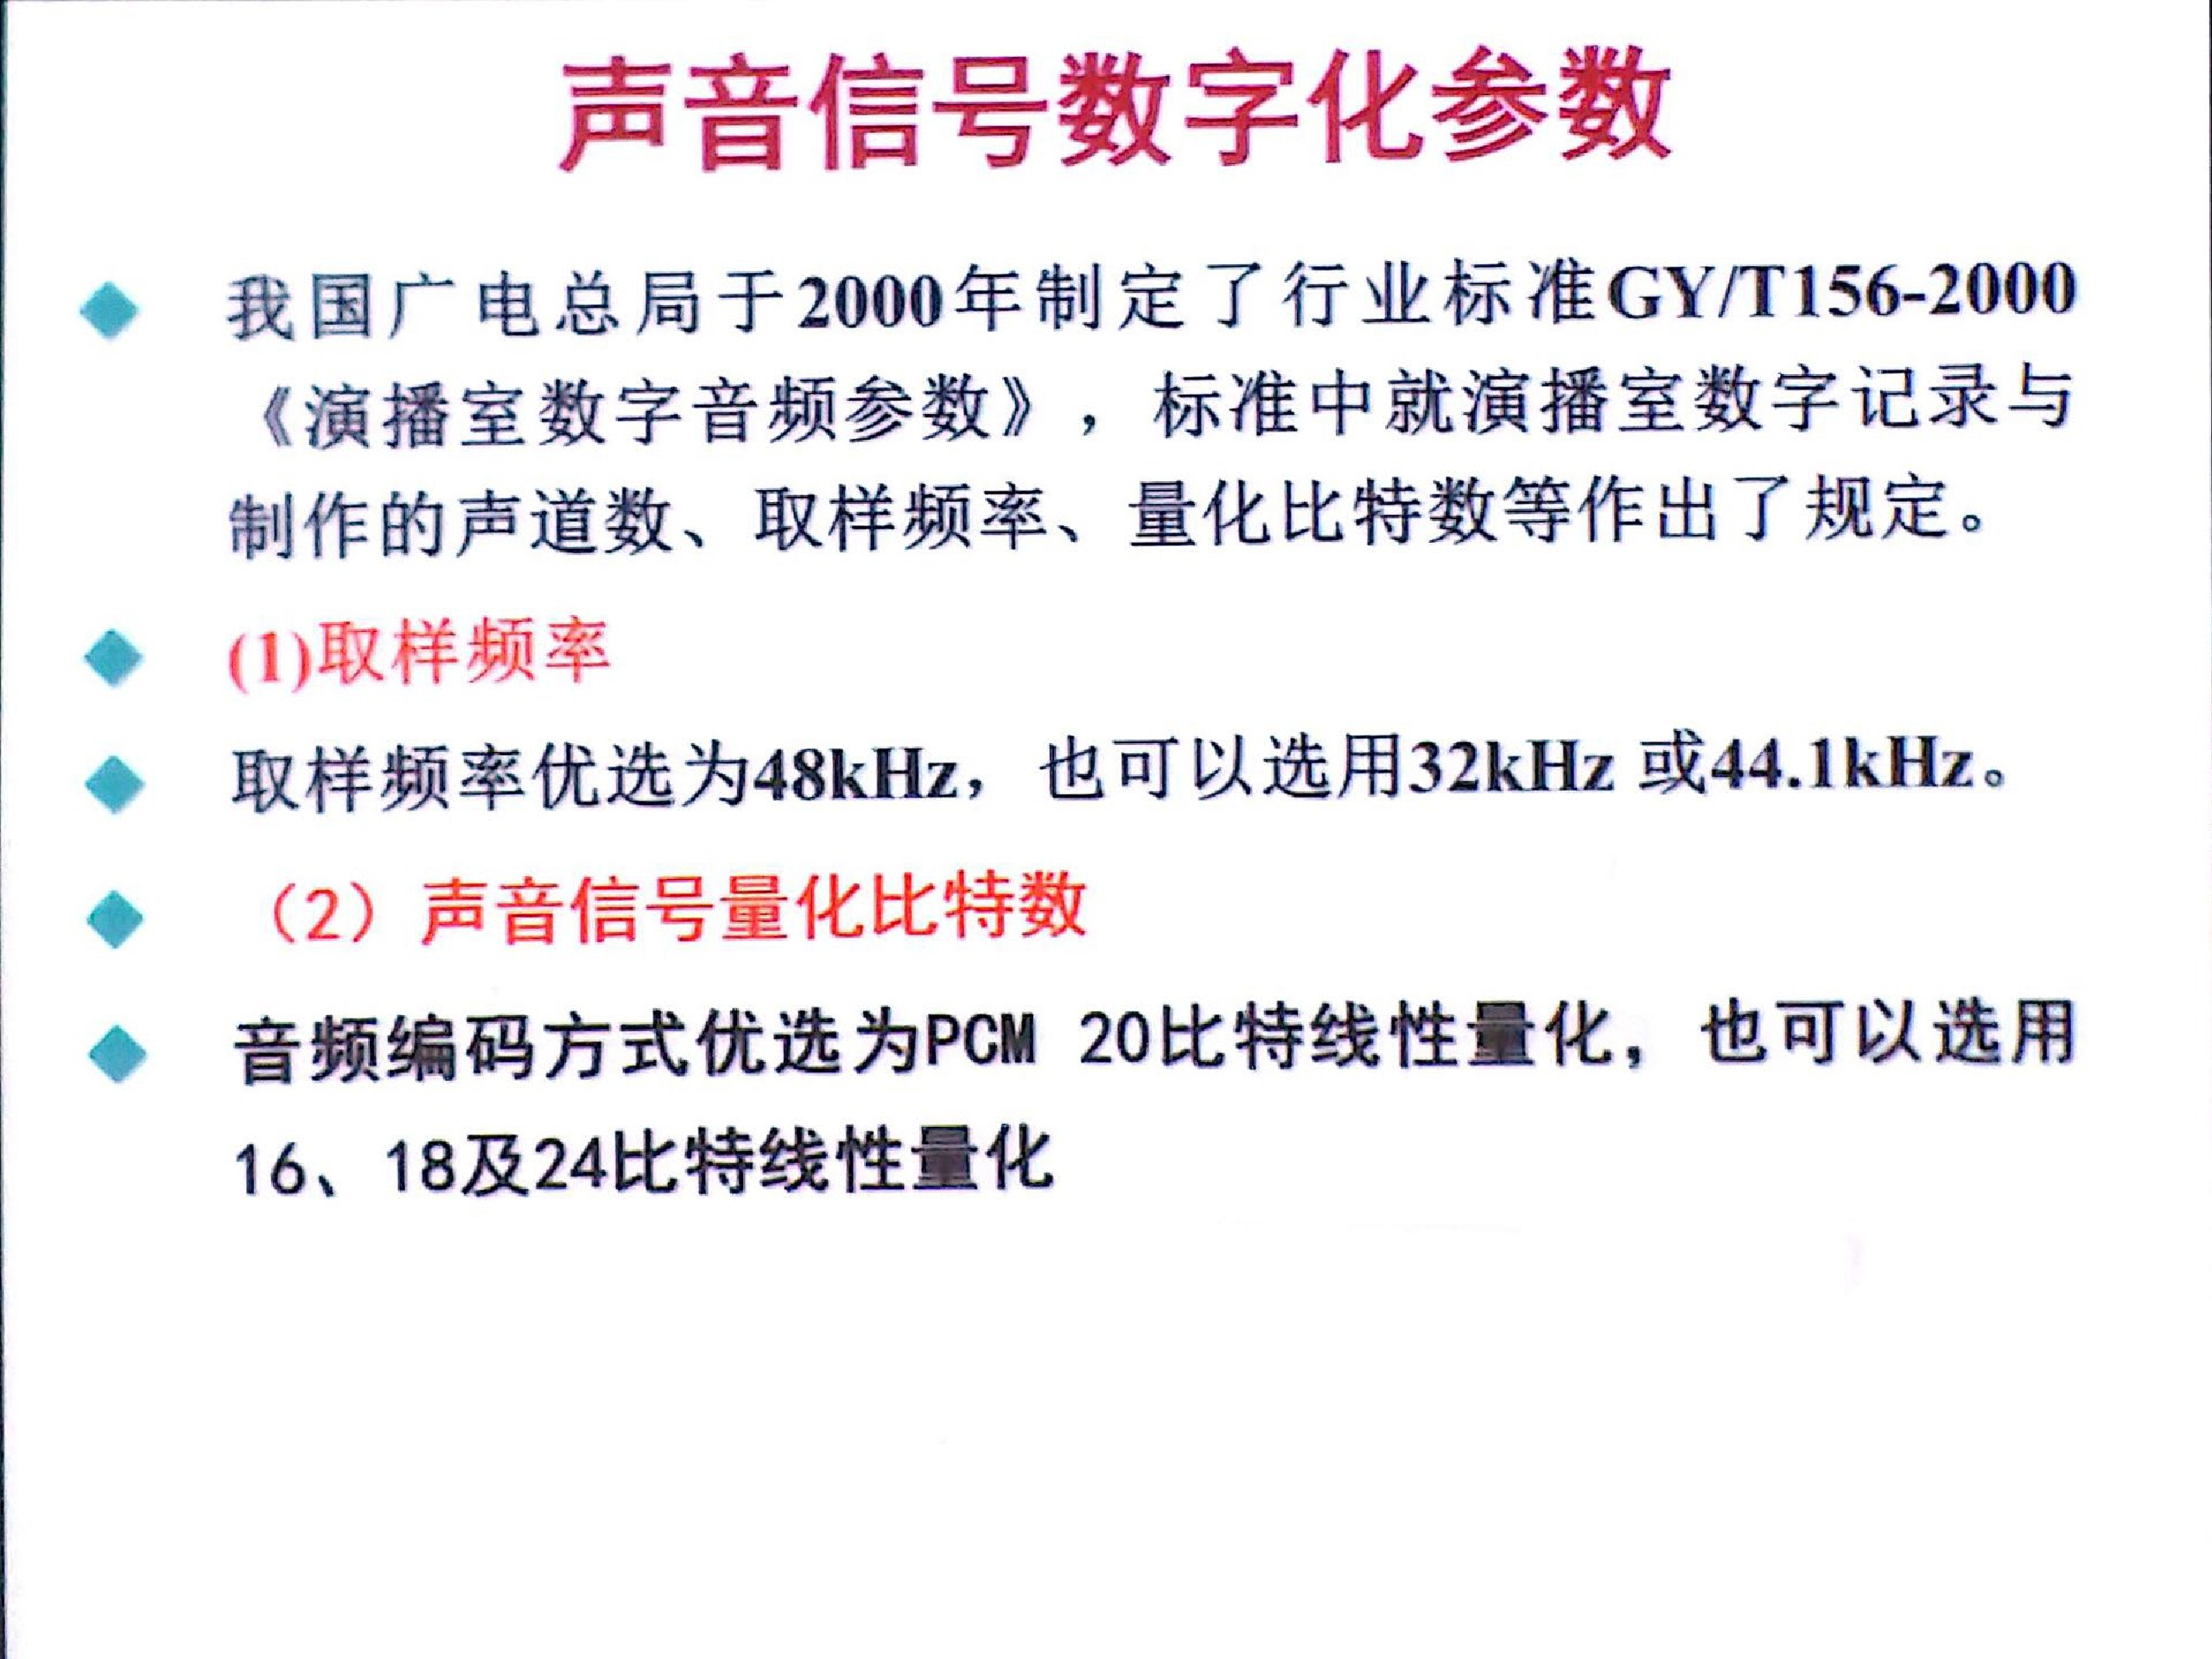 声音信号数字化参数
我国广电总局于2000年制定了行业标准GY/T156-2000
《演播室数字音频参数》，标准中就演播室数字记录与
制作的声道数、取样频率、量化比特数等作出了规定。
(1)取样频率
取样频率优选为48kHz，也可以选用32kHz 或44.1kHz。
（2）声音信号量化比特数
音频编码方式优选为PCM 20比特线性量化，也可以选用
16、18及24比特线性量化